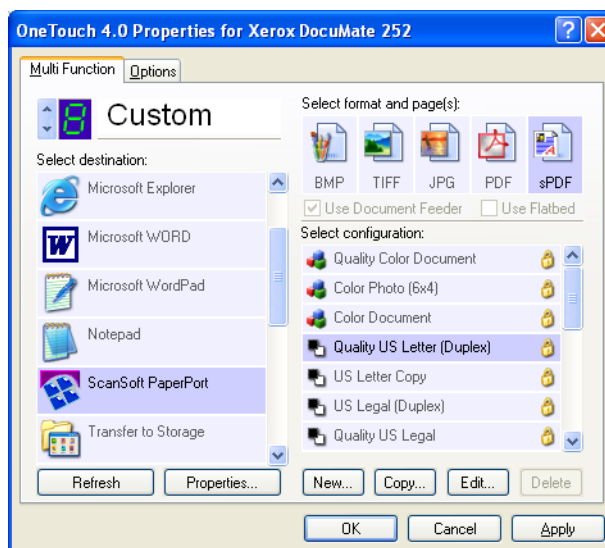 OneTouch 4.0 Properties for Xerox DocuMate 252
Multi Function
Options
8
Custom
Select destination:
Microsoft Explorer
Microsoft WORD
Microsoft WordPad
Notepad
ScanSoft PaperPort
Transfer to Storage
Refresh
Properties...
Select format and page(s):
BMP TIFF JPG PDF sPDF
Use Document Feeder
Use Flatbed
Select configuration:
Quality Color Document
Color Photo (6x4)
Color Document
Quality US Letter (Duplex)
US Letter Copy
US Legal (Duplex)
Quality US Legal
New... Copy... Edit... Delete
OK Cancel Apply